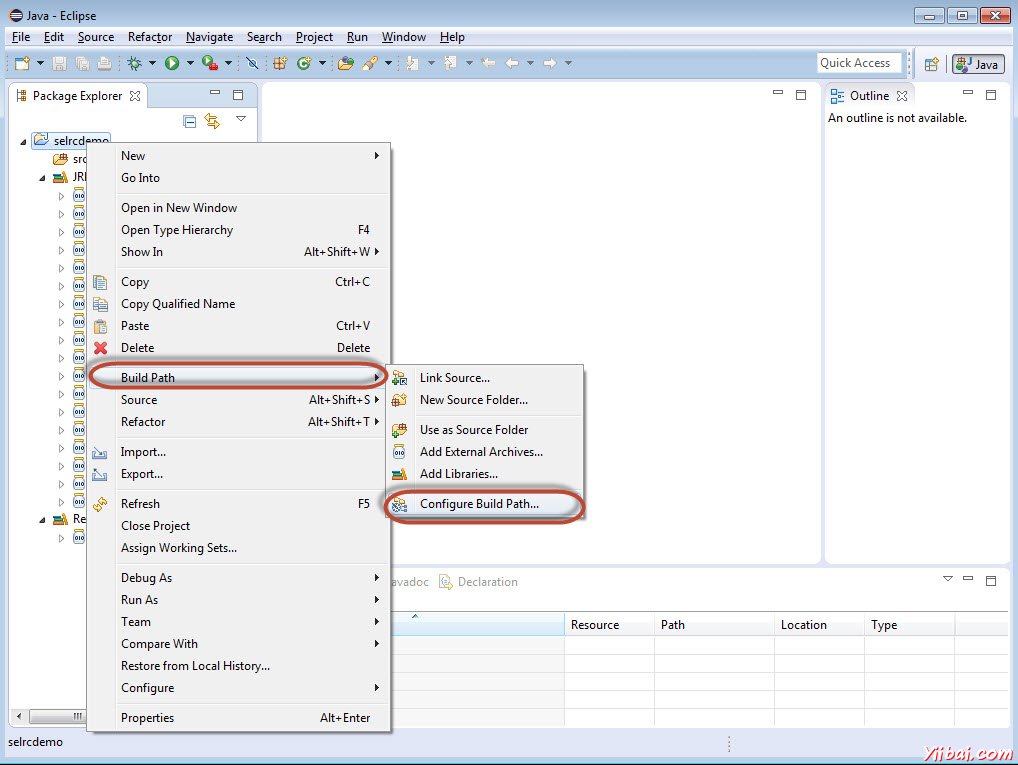 Java - Eclipse
File Edit Source Refactor Navigate Search Project Run Window Help
Quick Access Java
Package Explorer
Outline
An outline is not available.
selrcdemo
New
Go Into
Open in New Window
Open Type Hierarchy F4
Show In Alt+Shift+W
Copy Ctrl+C
Copy Qualified Name
Paste Ctrl+V
Delete Delete
Build Path
Source Alt+Shift+S
Refactor Alt+Shift+T
Import...
Export...
Refresh F5
Close Project
Assign Working Sets...
Debug As
Run As
Team
Compare With
Restore from Local History...
Configure
Properties Alt+Enter
Link Source...
New Source Folder...
Use as Source Folder
Add External Archives...
Add Libraries...
Configure Build Path...
src
JR
Re
avadoc Declaration
Resource Path Location Type
selrcdemo
Yiibai.com